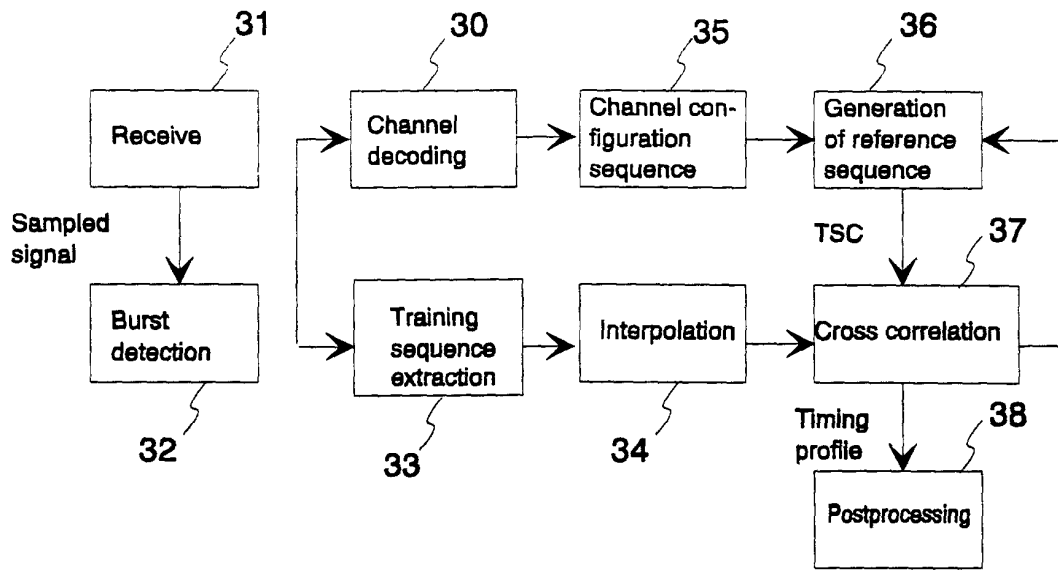 31
30
35
36
Receive
Channel
decoding
Channel con-
figuration
sequence
Generation
of reference
sequence
Sampled
signal
TSC
37
Burst
detection
Training
sequence
extraction
Interpolation
Cross correlation
32
33
34
Timing
profile
38
Postprocessing